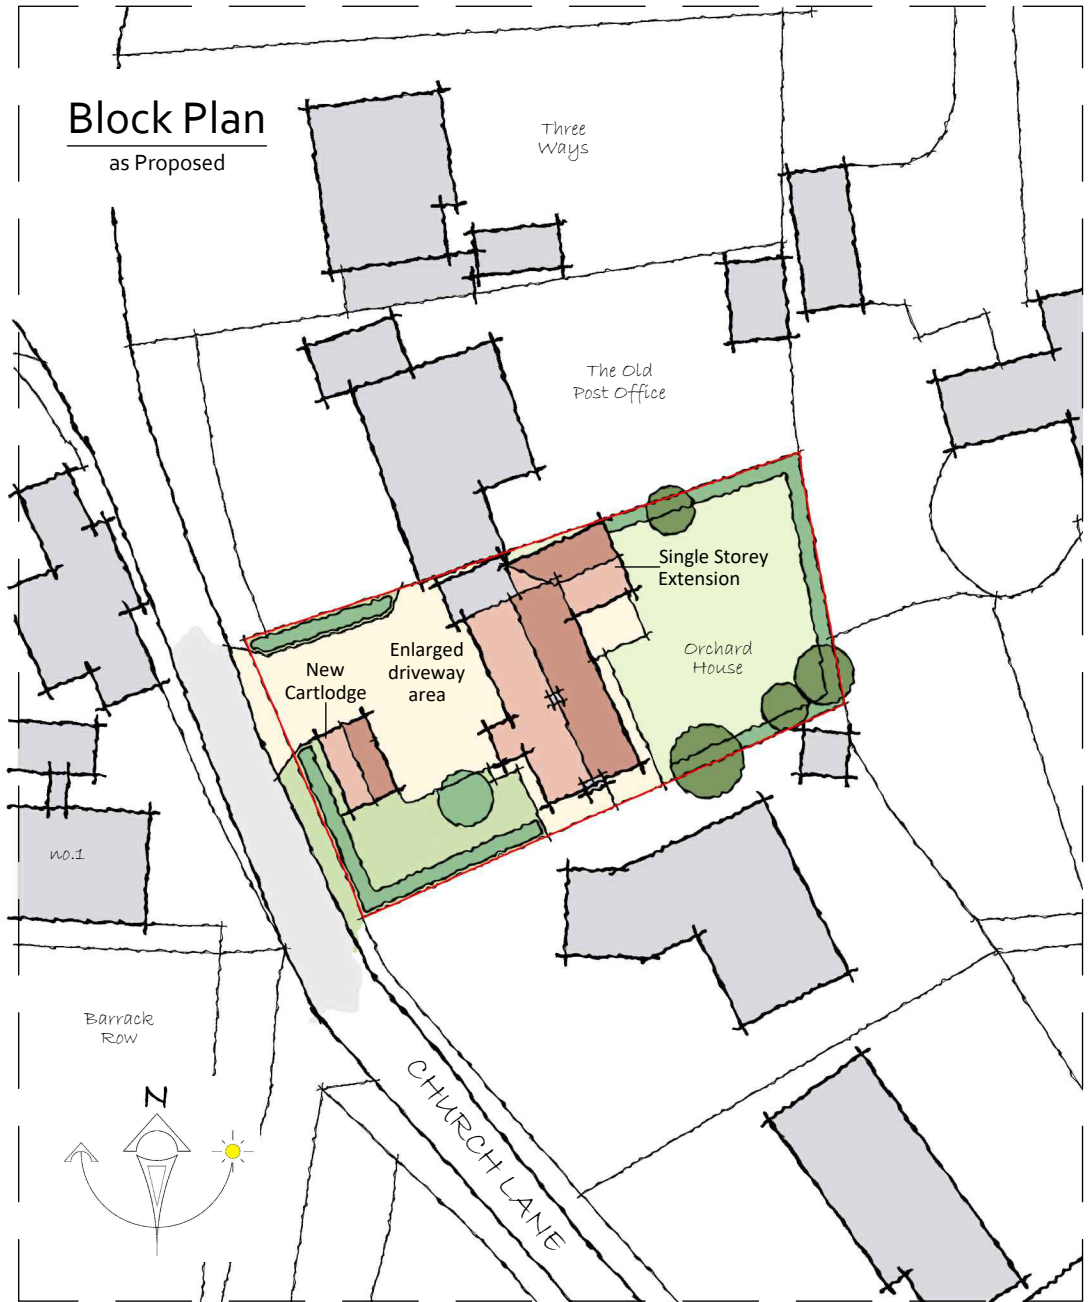 Block Plan
as Proposed
Three
Ways
The Old
Post Office
Single Storey
Extension
Enlarged
driveway
area
New
Cartlodge
Orchard
House
no.1
Barrack
Row
N
CHURCH LANE